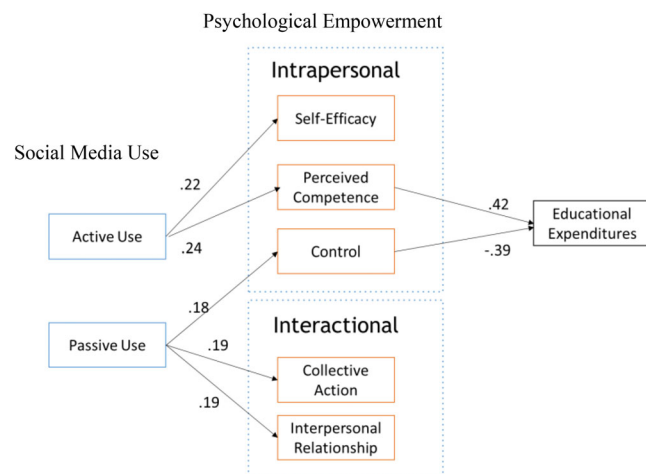 Psychological Empowerment
Intrapersonal
Self-Efficacy
Social Media Use
.22
Perceived
Competence
.42
Active Use
.24
Educational
Expenditures
Control
-.39
.18
Interactional
Passive Use
.19
Collective
Action
.19
Interpersonal
Relationship